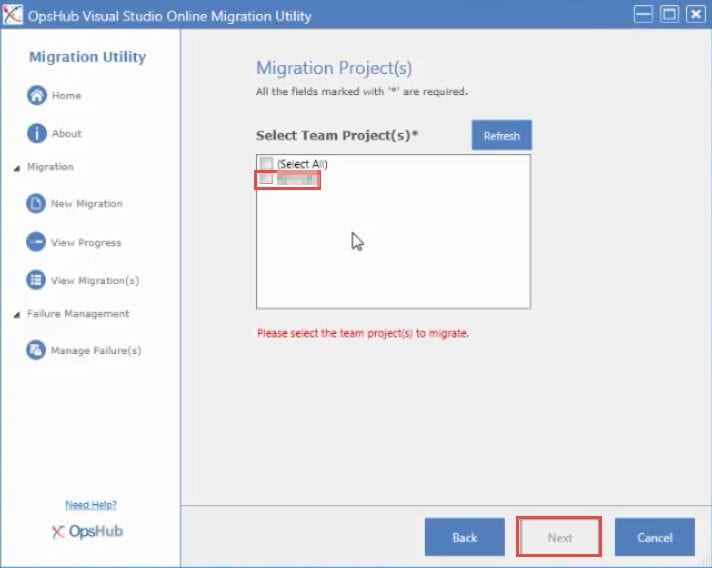 OpsHub Visual Studio Online Migration Utility
Migration Utility
Home
About
Migration
New Migration
View Progress
View Migration(s)
Failure Management
Manage Failure(s)
Need Help?
OpsHub
Migration Project(s)
All the fields marked with '*' are required.
Select Team Project(s)*
Refresh
(Select All)
Please select the team project(s) to migrate.
Back
Next
Cancel